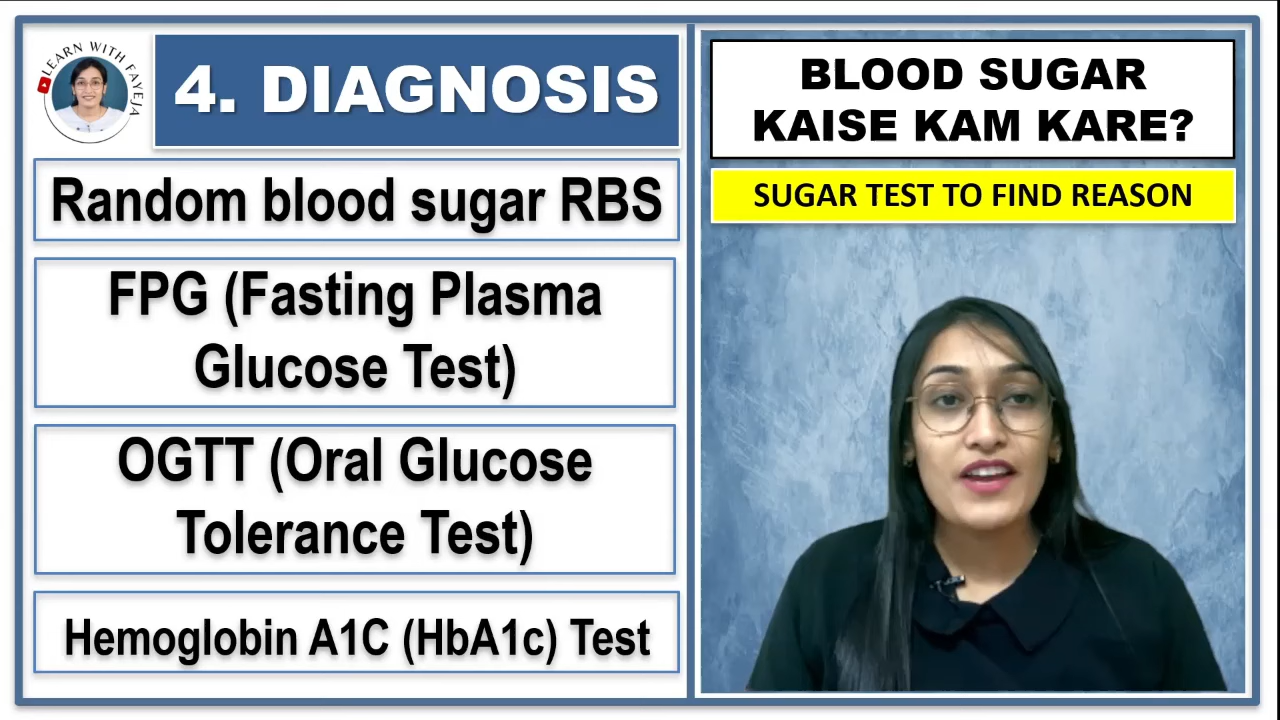 LEARN WITH FAYEJA
4. DIAGNOSIS
Random blood sugar RBS
FPG (Fasting Plasma
Glucose Test)
OGTT (Oral Glucose
Tolerance Test)
Hemoglobin A1C (HbA1c) Test
BLOOD SUGAR
KAISE KAM KARE?
SUGAR TEST TO FIND REASON